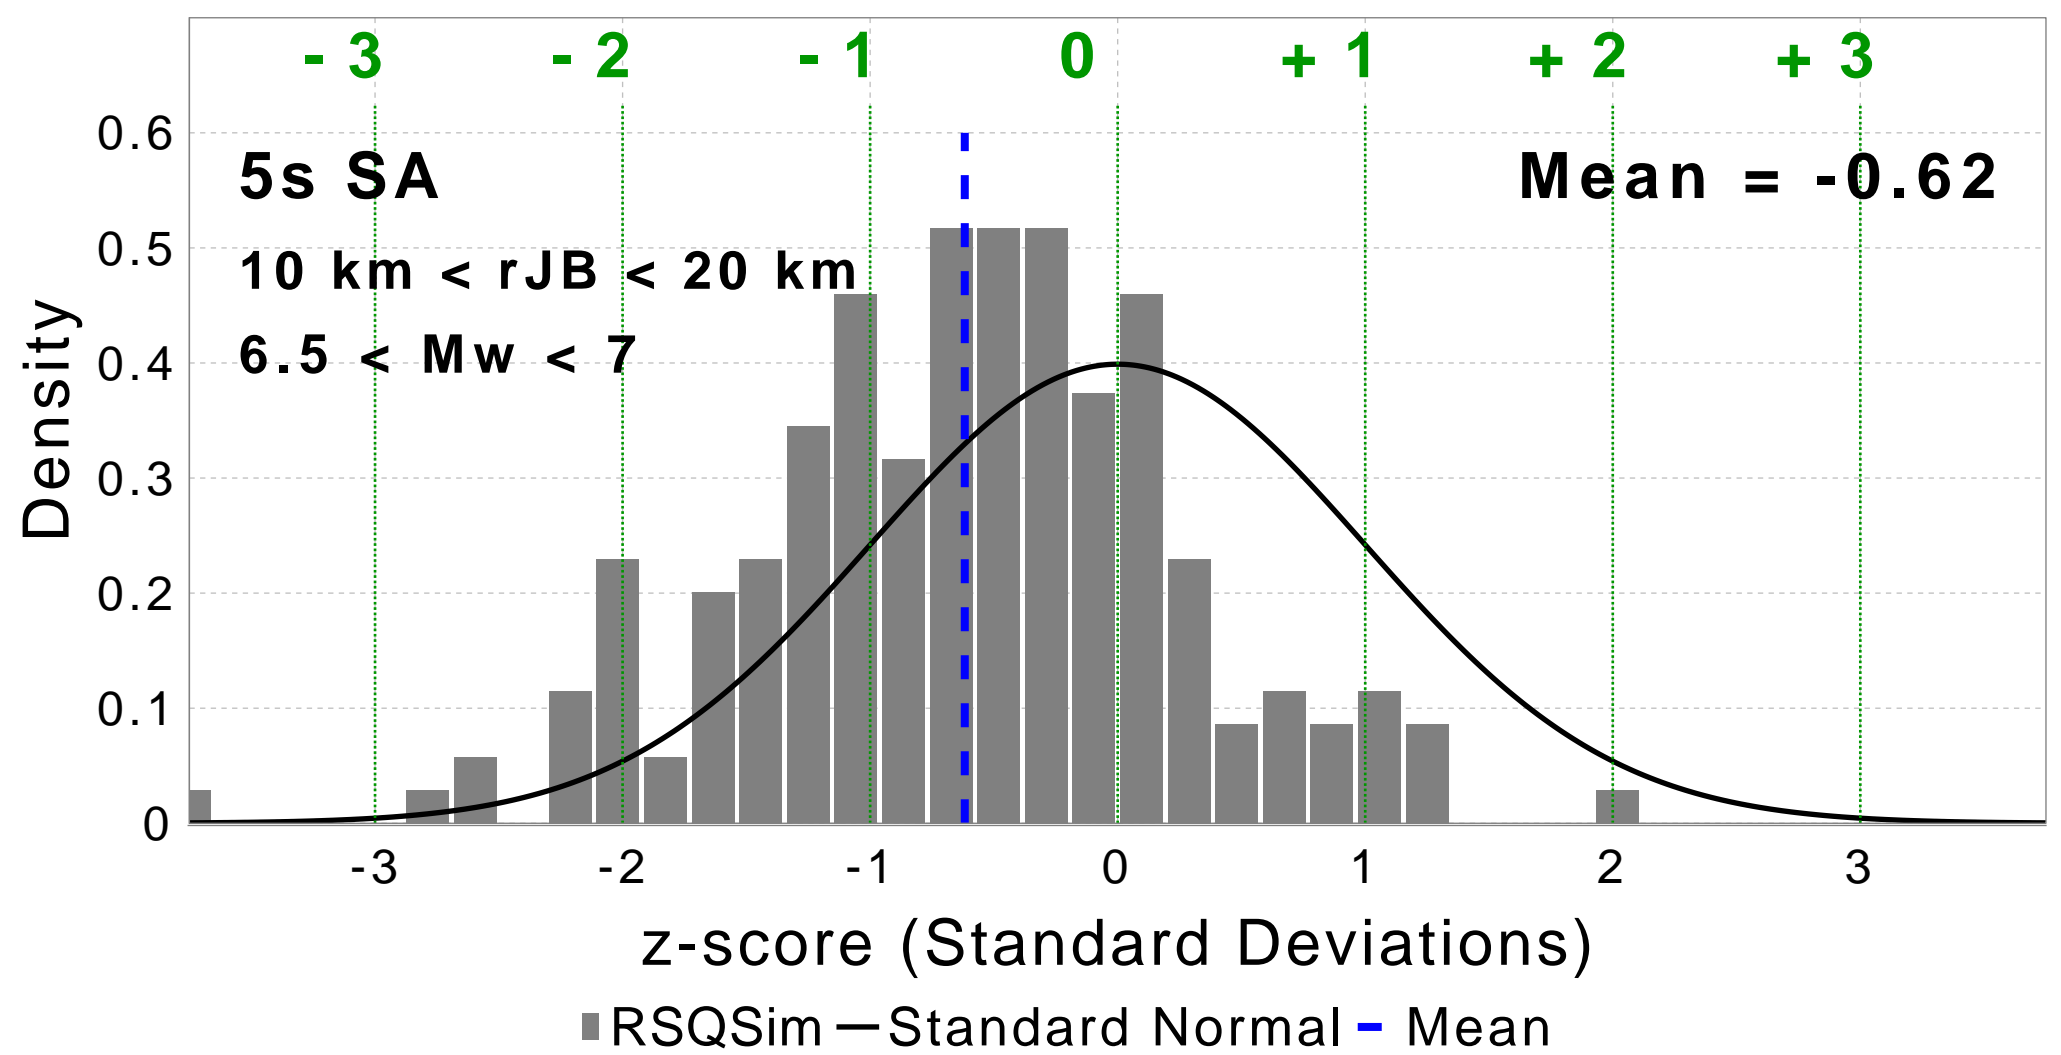 - 3 - 2 - 1 0 + 1 + 2 + 3
0.6
5s SA
Mean = -0.62
0.5
10 km < rJB < 20 km
6.5 < Mw < 7
0.4
0.3
0.2
0.1
0
Density
-3 -2 -1 0 1 2 3
z-score (Standard Deviations)
RSQSim Standard Normal Mean